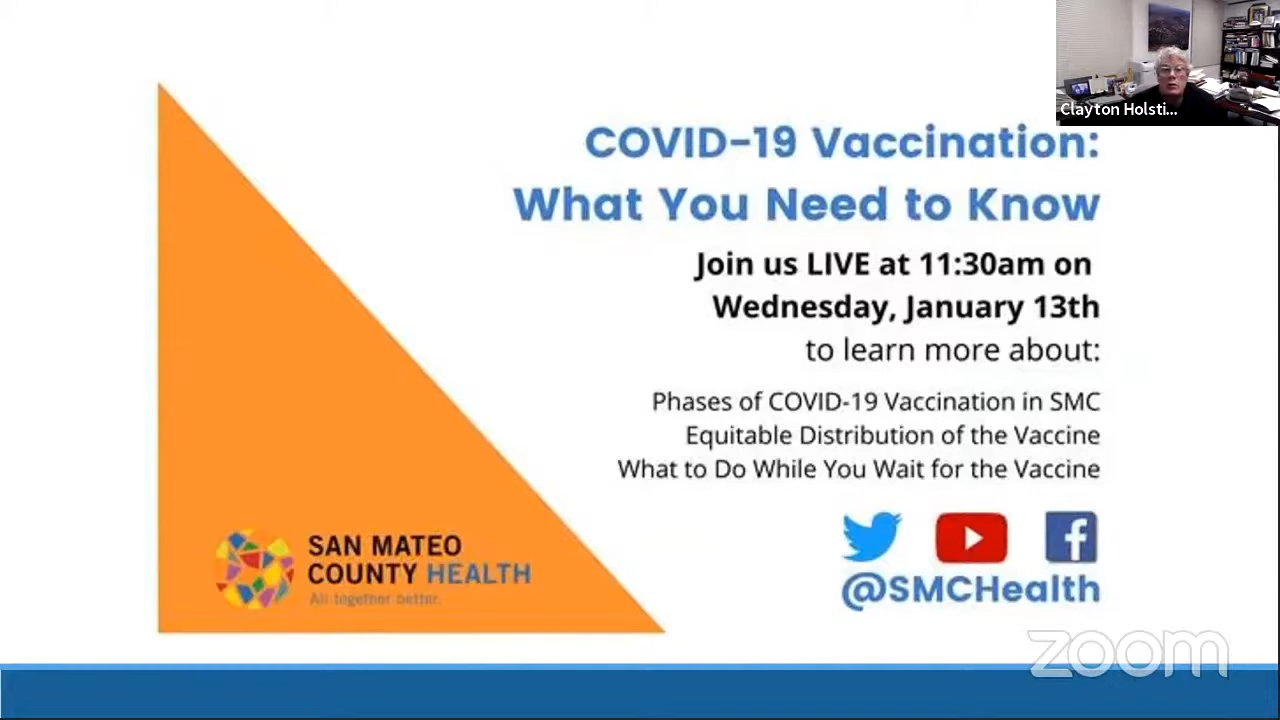 Clayton Holsti...
COVID-19 Vaccination:
What You Need to Know
Join us LIVE at 11:30am on
Wednesday, January 13th
to learn more about:
Phases of COVID-19 Vaccination in SMC
Equitable Distribution of the Vaccine
What to Do While You Wait for the Vaccine
@SMCHealth
SAN MATEO
COUNTY HEALTH
All together better.
zoom